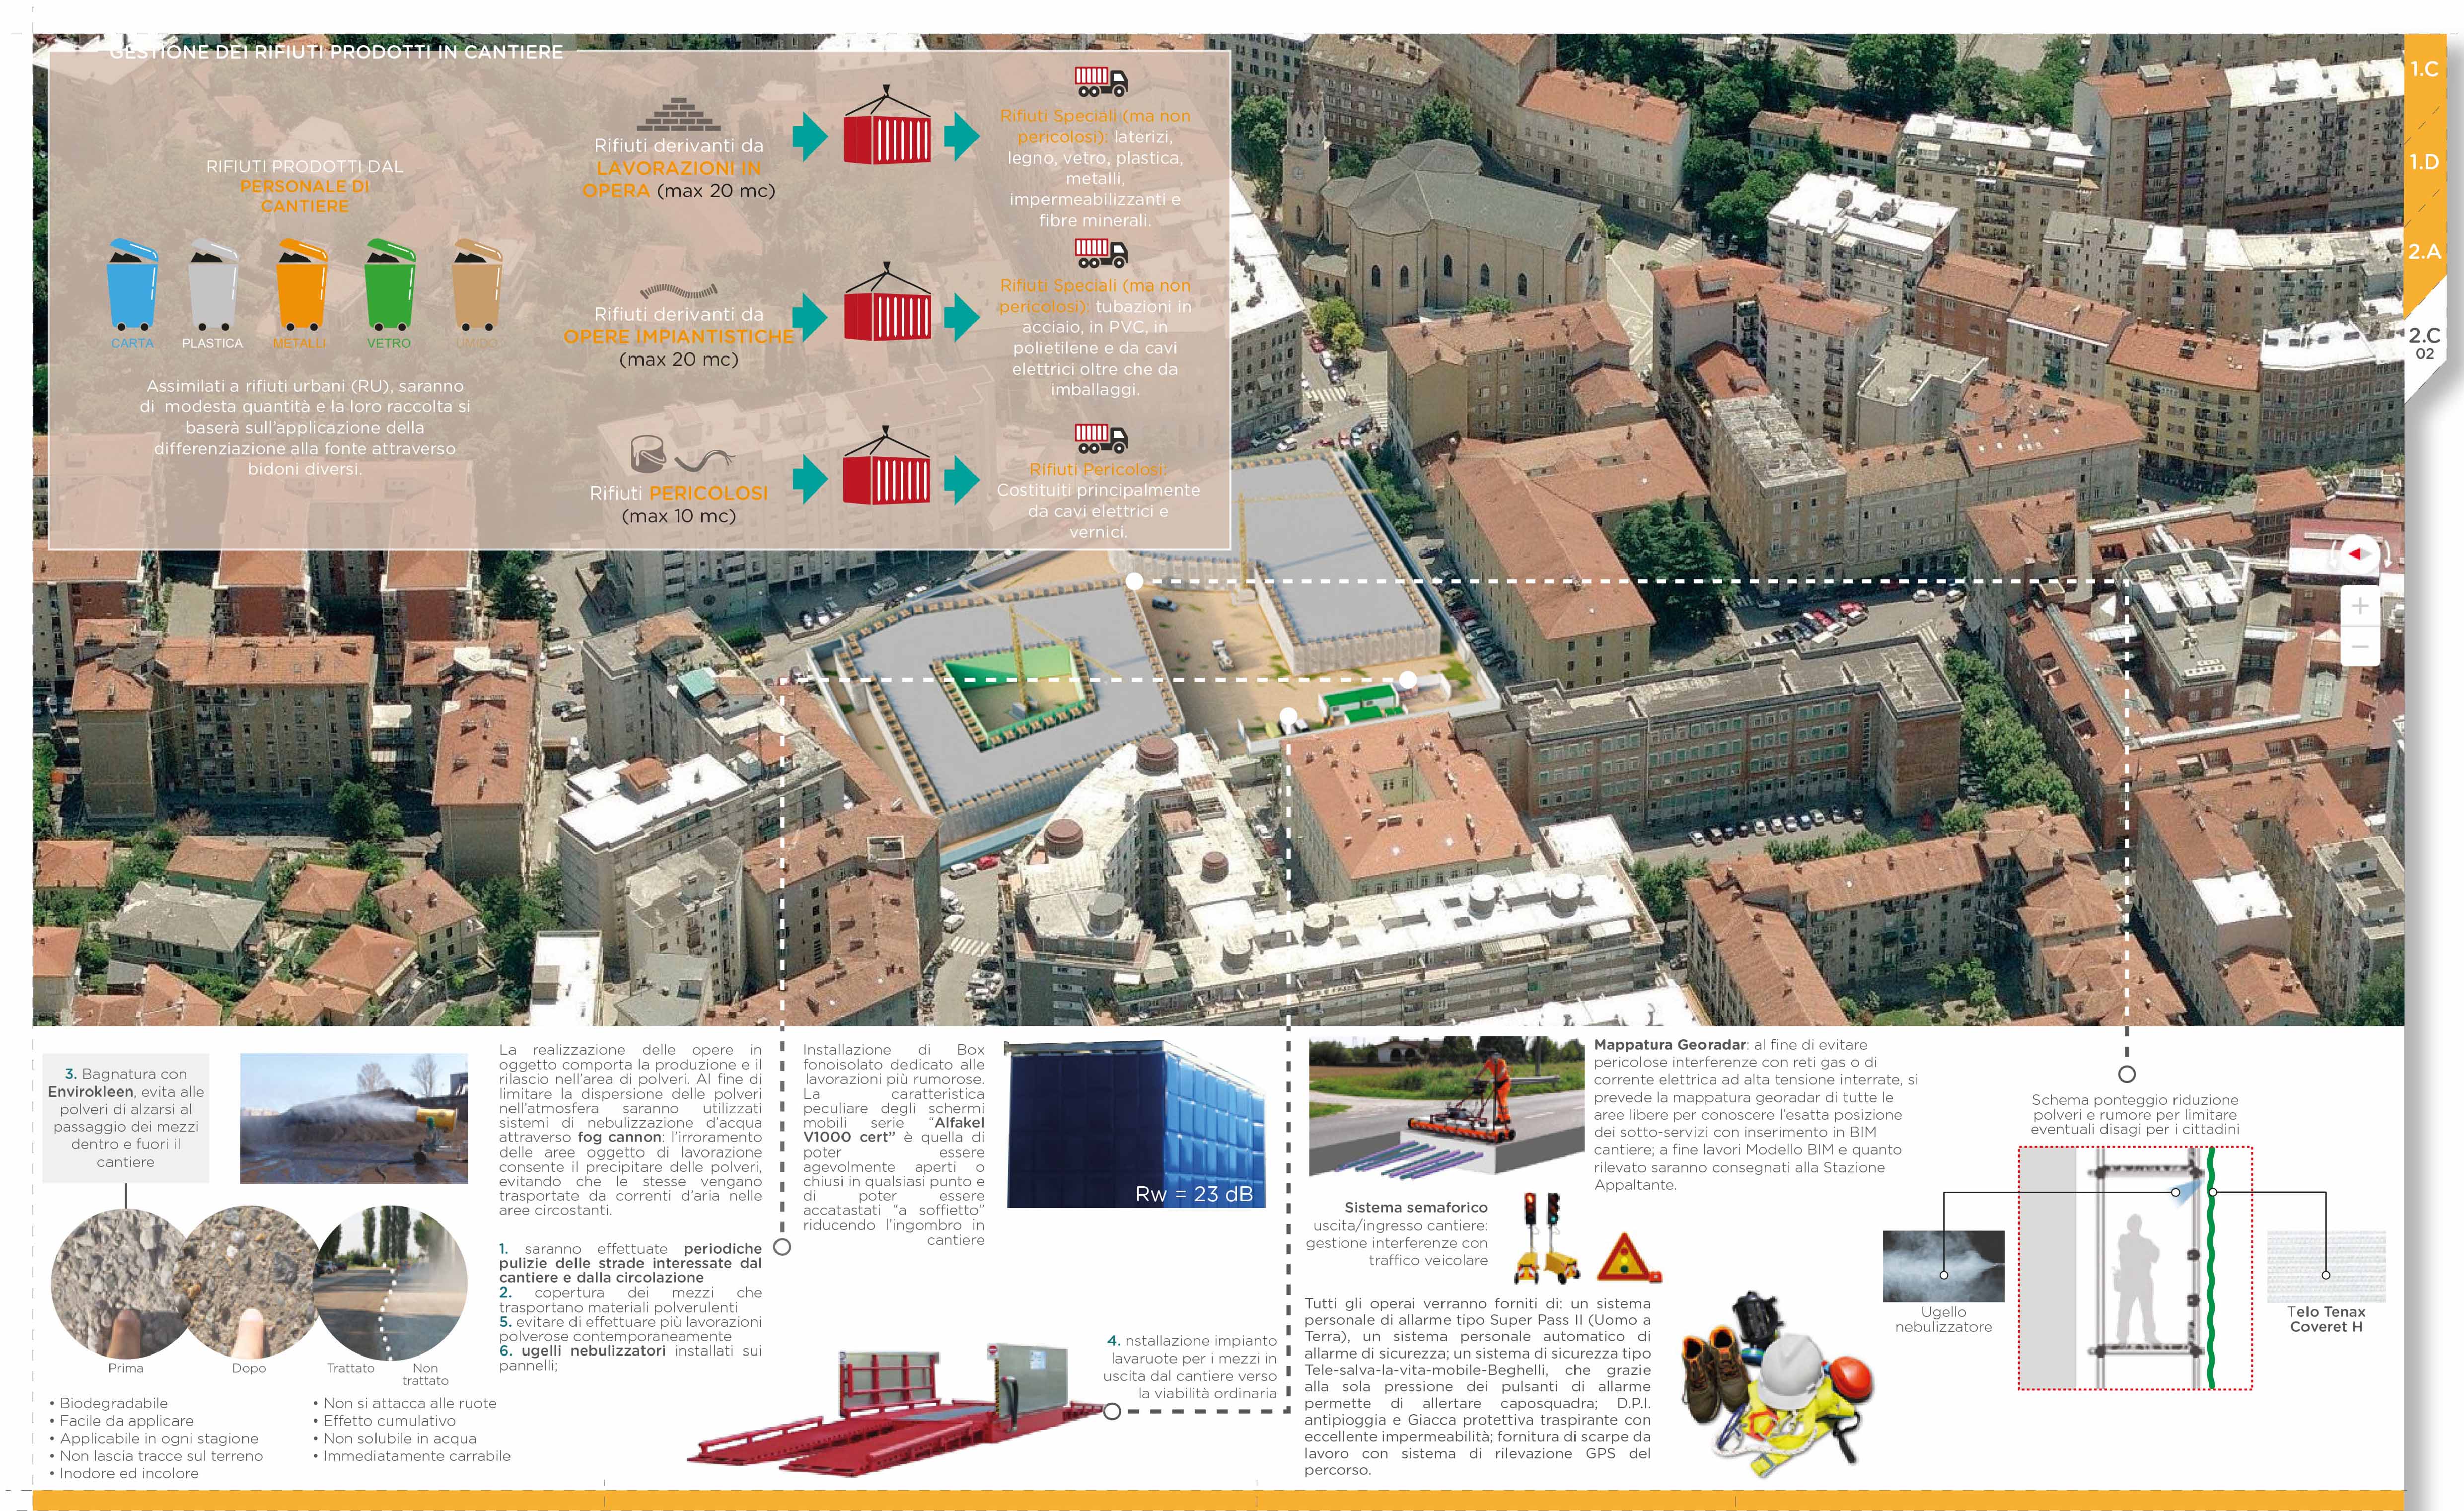 GESTIONE DEI RIFIUTI PRODOTTI IN CANTIERE
RIFIUTI PRODOTTI DAL
PERSONALE DI
CANTIERE
CARTA
PLASTICA
METALLI
VETRO
UMIDO
Assimilati a rifiuti urbani (RU), saranno
di modesta quantità e la loro raccolta si
baserà sull'applicazione della
differenziazione alla fonte attraverso
bidoni diversi.
Rifiuti derivanti da
LAVORAZIONI IN
OPERA (max 20 mc)
Rifiuti Speciali (ma non
pericolosi): laterizi,
legno, vetro, plastica,
metalli,
impermeabilizzanti e
fibre minerali.
Rifiuti derivanti da
OPERE IMPIANTISTICHE
(max 20 mc)
Rifiuti Speciali (ma non
pericolosi): tubazioni in
acciaio, in PVC, in
polietilene e da cavi
elettrici oltre che da
imballaggi.
Rifiuti PERICOLOSI
(max 10 mc)
Rifiuti Pericolosi:
Costituiti principalmente
da cavi elettrici e
vernici.
1.C
1.D
2.A
2.C
02
3. Bagnatura con
Envirokleen, evita alle
polveri di alzarsi al
passaggio dei mezzi
dentro e fuori il
cantiere
Prima
Dopo
Trattato
Non
trattato
• Biodegradabile
• Facile da applicare
• Applicabile in ogni stagione
• Non lascia tracce sul terreno
• Inodore ed incolore
• Non si attacca alle ruote
• Effetto cumulativo
• Non solubile in acqua
• Immediatamente carrabile
La realizzazione delle opere in
oggetto comporta la produzione e il
rilascio nell'area di polveri. Al fine di
limitare la dispersione delle polveri
nell'atmosfera saranno utilizzati
sistemi di nebulizzazione d'acqua
attraverso fog cannon: l'irroramento
delle aree oggetto di lavorazione
consente il precipitare delle polveri,
evitando che le stesse vengano
trasportate da correnti d'aria nelle
aree circostanti.
1. saranno effettuate periodiche
pulizie delle strade interessate dal
cantiere e dalla circolazione
2. copertura dei mezzi che
trasportano materiali polverulenti
5. evitare di effettuare più lavorazioni
polverose contemporaneamente
6. ugelli nebulizzatori installati sui
pannelli;
Installazione di Box
fonoisolato dedicato alle
lavorazioni più rumorose.
La caratteristica
peculiare degli schermi
mobili serie "Alfakel
V1000 cert" è quella di
poter essere
agevolmente aperti o
chiusi in qualsiasi punto e
di poter essere
accatastati "a soffietto"
riducendo l'ingombro in
cantiere
Rw = 23 dB
4. nstallazione impianto
lavaruote per i mezzi in
uscita dal cantiere verso
la viabilità ordinaria
Mappatura Georadar: al fine di evitare
pericolose interferenze con reti gas o di
corrente elettrica ad alta tensione interrate, si
prevede la mappatura georadar di tutte le
aree libere per conoscere l'esatta posizione
dei sotto-servizi con inserimento in BIM
cantiere; a fine lavori Modello BIM e quanto
rilevato saranno consegnati alla Stazione
Appaltante.
Sistema semaforico
uscita/ingresso cantiere:
gestione interferenze con
traffico veicolare
Tutti gli operai verranno forniti di: un sistema
personale di allarme tipo Super Pass II (Uomo a
Terra), un sistema personale automatico di
allarme di sicurezza; un sistema di sicurezza tipo
Tele-salva-la-vita-mobile-Beghelli, che grazie
alla sola pressione dei pulsanti di allarme
permette di allertare caposquadra; D.P.I.
antipioggia e Giacca protettiva traspirante con
eccellente impermeabilità; fornitura di scarpe da
lavoro con sistema di rilevazione GPS del
percorso.
Schema ponteggio riduzione
polveri e rumore per limitare
eventuali disagi per i cittadini
Ugello
nebulizzatore
Telo Tenax
Coveret H